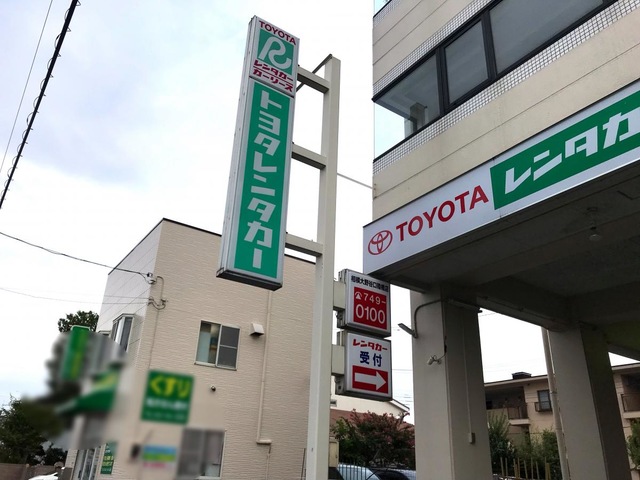 TOYOTA
R
レンタカー
カーリース
トヨタレンタカー
TOYOTA レンタカ
☎749-
0100
レンタカー
受付
→
くすり